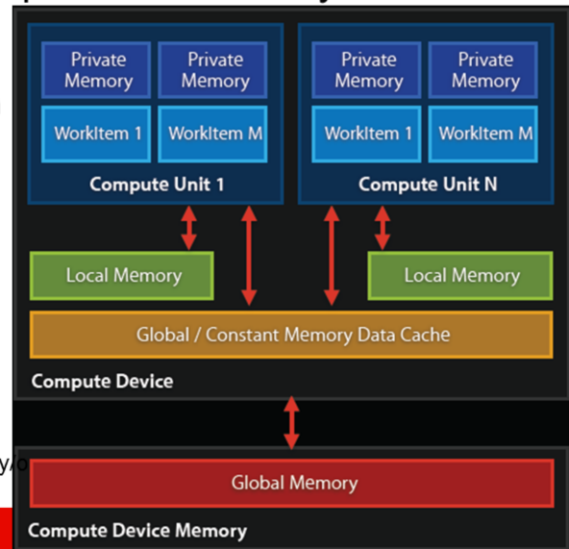 Private Memory
Private Memory
Private Memory
Private Memory
WorkItem 1
WorkItem M
WorkItem 1
WorkItem M
Compute Unit 1
Compute Unit N
Local Memory
Local Memory
Global / Constant Memory Data Cache
Compute Device
y/o
Global Memory
Compute Device Memory